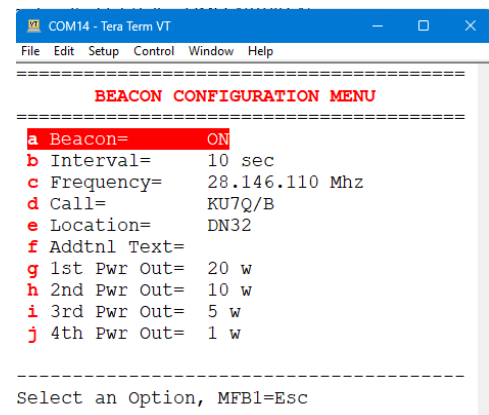 COM14 - Tera Term VT
File Edit Setup Control Window Help
==========================================
BEACON CONFIGURATION MENU
==========================================
a Beacon= ON
b Interval= 10 sec
c Frequency= 28.146.110 Mhz
d Call= KU7Q/B
e Location= DN32
f Addtnl Text=
g 1st Pwr Out= 20 w
h 2nd Pwr Out= 10 w
i 3rd Pwr Out= 5 w
j 4th Pwr Out= 1 w
------------------------------------------
Select an Option, MFB1=Esc